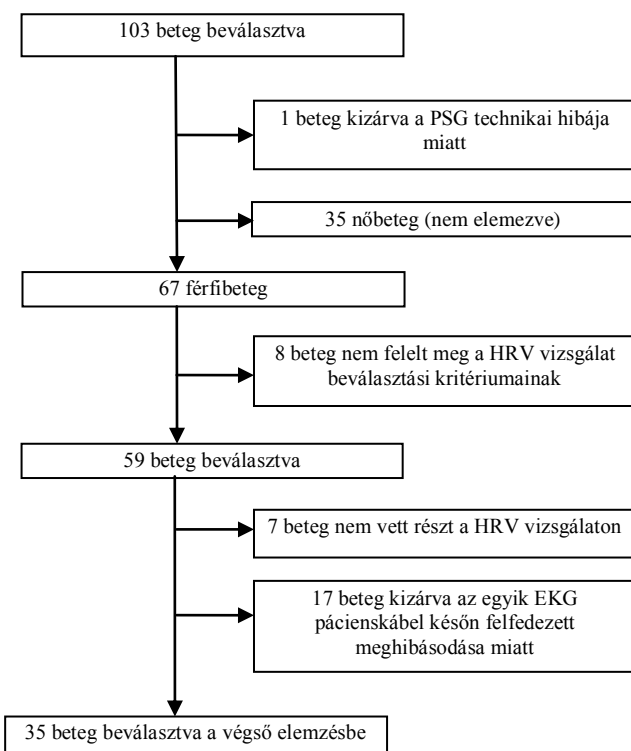 103 beteg beválasztva
1 beteg kizárva a PSG technikai hibája
miatt
35 nőbeteg (nem elemezve)
67 férfibeteg
8 beteg nem felelt meg a HRV vizsgálat
beválasztási kritériumainak
59 beteg beválasztva
7 beteg nem vett részt a HRV vizsgálaton
17 beteg kizárva az egyik EKG
pácienskábel későn felfedezett
meghibásodása miatt
35 beteg beválasztva a végső elemzésbe